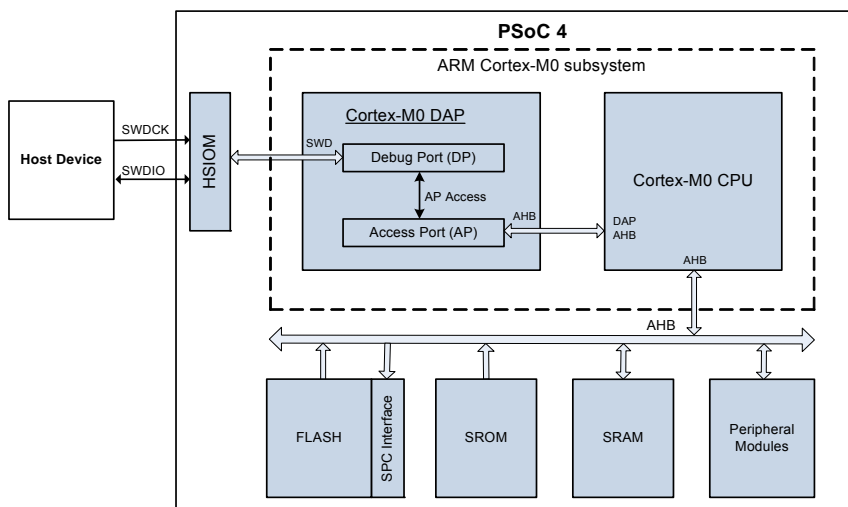 PSoC 4
ARM Cortex-M0 subsystem
Host Device
SWDCK
SWDIO
HSIOM
SWD
Cortex-M0 DAP
Debug Port (DP)
AP Access
Access Port (AP)
AHB
Cortex-M0 CPU
DAP
AHB
AHB
AHB
FLASH
SPC Interface
SROM
SRAM
Peripheral
Modules